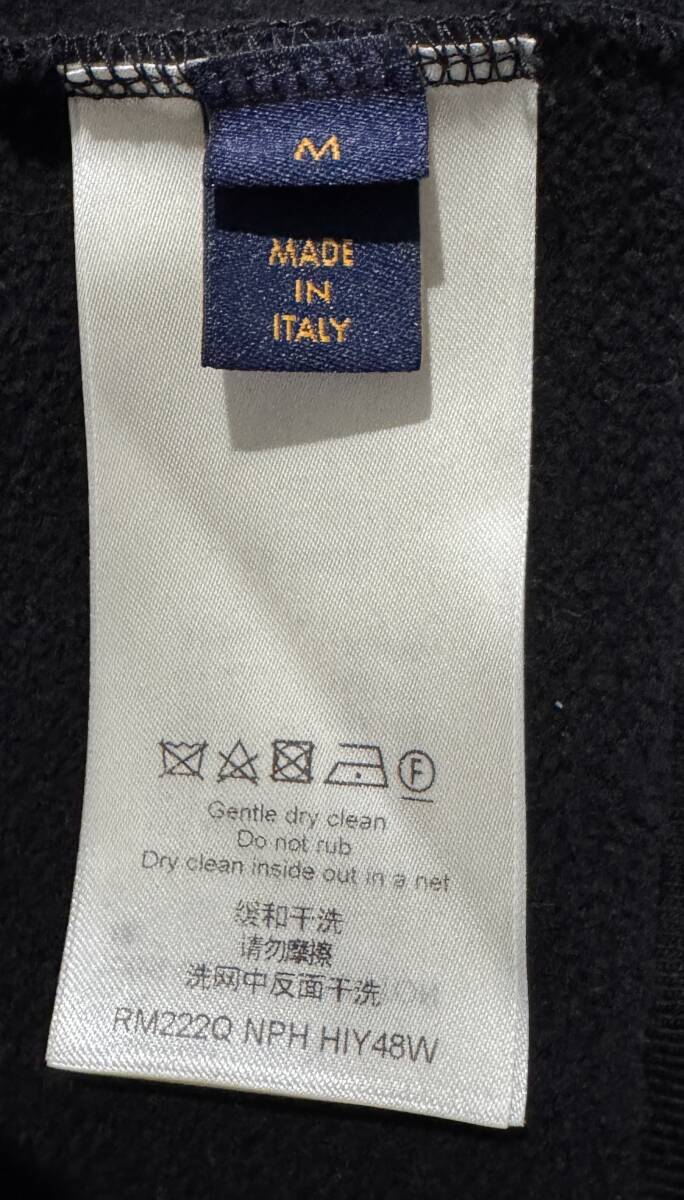 M
MADE
IN
ITALY
F
Gentle dry clean
Do not rub
Dry clean inside out in a net
缓和干洗
请勿摩擦
洗网中反面干洗
RM222Q NPH HIY48W